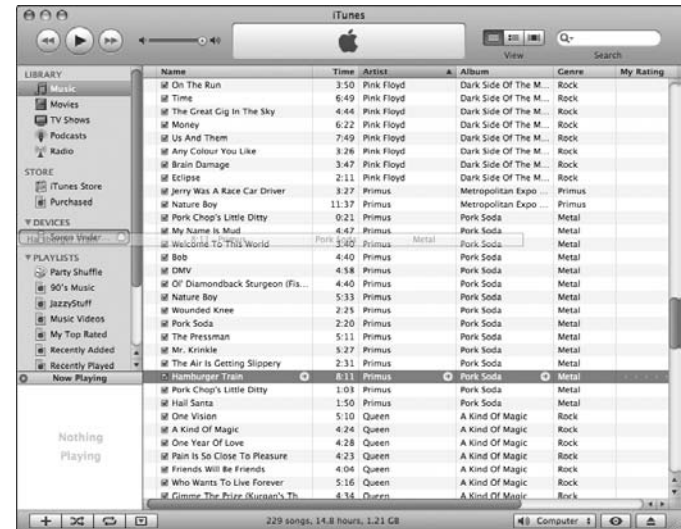 iTunes
View
Search
LIBRARY
Music
Movies
TV Shows
Podcasts
Radio
STORE
iTunes Store
Purchased
DEVICES
PLAYLISTS
Party Shuffle
90's Music
JazzyStuff
Music Videos
My Top Rated
Recently Added
Recently Played
Now Playing
Nothing
Playing
Name Time Artist Album Genre My Rating
On The Run 3:50 Pink Floyd Dark Side Of The M... Rock
Time 6:49 Pink Floyd Dark Side Of The M... Rock
The Great Gig In The Sky 4:44 Pink Floyd Dark Side Of The M... Rock
Money 6:22 Pink Floyd Dark Side Of The M... Rock
Us And Them 7:49 Pink Floyd Dark Side Of The M... Rock
Any Colour You Like 3:26 Pink Floyd Dark Side Of The M... Rock
Brain Damage 3:47 Pink Floyd Dark Side Of The M... Rock
Eclipse 2:11 Pink Floyd Dark Side Of The M... Rock
Jerry Was A Race Car Driver 3:27 Primus Metropolitan Expo ... Primus
Nature Boy 11:37 Primus Metropolitan Expo ... Primus
Pork Chop's Little Ditty 0:21 Primus Pork Soda Metal
My Name Is Mud 4:47 Primus Pork Soda Metal
Welcome To This World 3:40 Primus Pork Soda Metal
Bob 4:40 Primus Pork Soda Metal
DMV 4:58 Primus Pork Soda Metal
Ol' Diamondback Sturgeon (Fis... 4:40 Primus Pork Soda Metal
Nature Boy 5:33 Primus Pork Soda Metal
Wounded Knee 2:25 Primus Pork Soda Metal
Pork Soda 2:20 Primus Pork Soda Metal
The Pressman 5:11 Primus Pork Soda Metal
Mr. Krinkle 5:27 Primus Pork Soda Metal
The Air Is Getting Slippery 2:31 Primus Pork Soda Metal
Hamburger Train 8:11 Primus Pork Soda Metal
Pork Chop's Little Ditty 1:03 Primus Pork Soda Metal
Hail Santa 1:50 Primus Pork Soda Metal
One Vision 5:10 Queen A Kind Of Magic Rock
A Kind Of Magic 4:24 Queen A Kind Of Magic Rock
One Year Of Love 4:28 Queen A Kind Of Magic Rock
Pain Is So Close To Pleasure 4:23 Queen A Kind Of Magic Rock
Friends Will Be Friends 4:04 Queen A Kind Of Magic Rock
Who Wants To Live Forever 5:16 Queen A Kind Of Magic Rock
Gimme The Prize (Kurgan's Th 4:34 Queen A Kind Of Magic Rock
229 songs, 14.8 hours, 1.21 GB
Computer